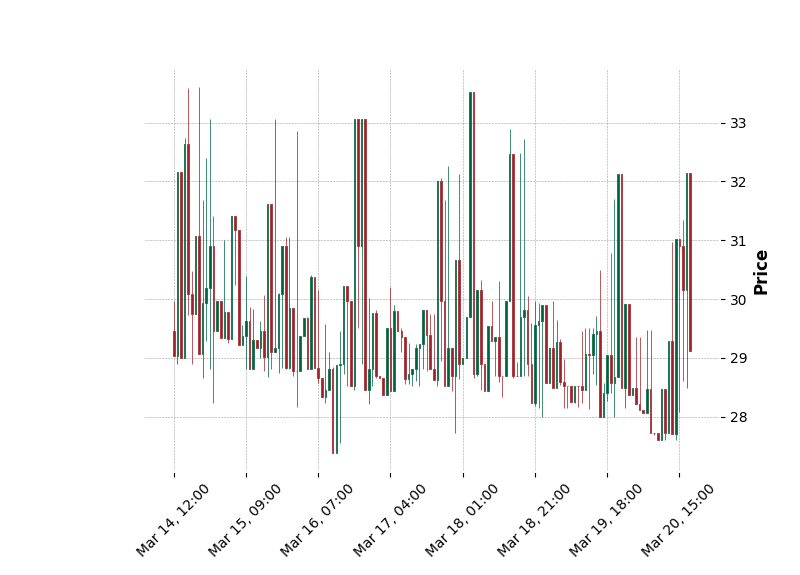 33
32
31
30
29
28
Price
Mar 14, 12:00
Mar 15, 09:00
Mar 16, 07:00
Mar 17, 04:00
Mar 18, 01:00
Mar 18, 21:00
Mar 19, 18:00
Mar 20, 15:00